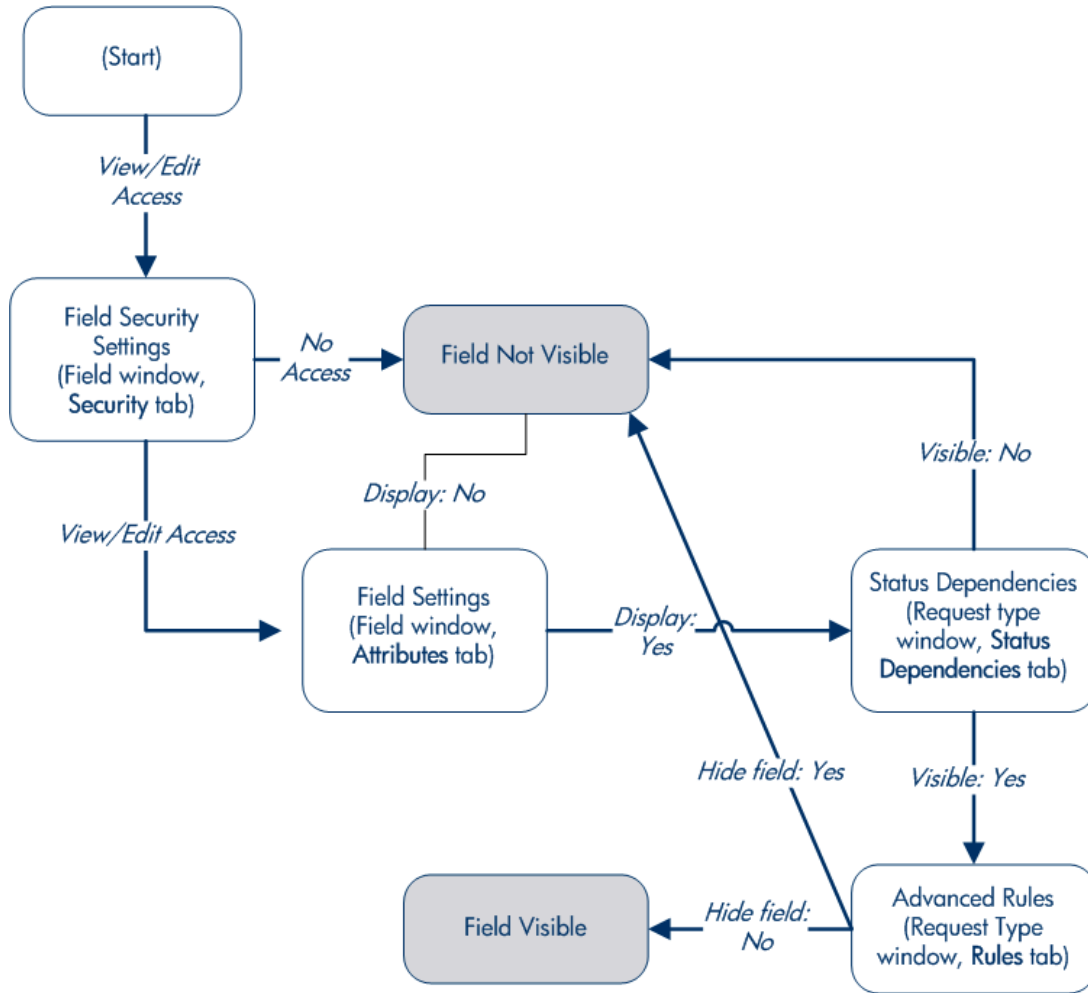 (Start)
View/Edit
Access
Field Security
Settings
(Field window,
Security tab)
No
Access
Field Not Visible
Visible: No
Display: No
View/Edit Access
Field Settings
(Field window,
Attributes tab)
Display:
Yes
Status Dependencies
(Request type
window, Status
Dependencies tab)
Hide field: Yes
Visible: Yes
Field Visible
Hide field:
No
Advanced Rules
(Request Type
window, Rules tab)